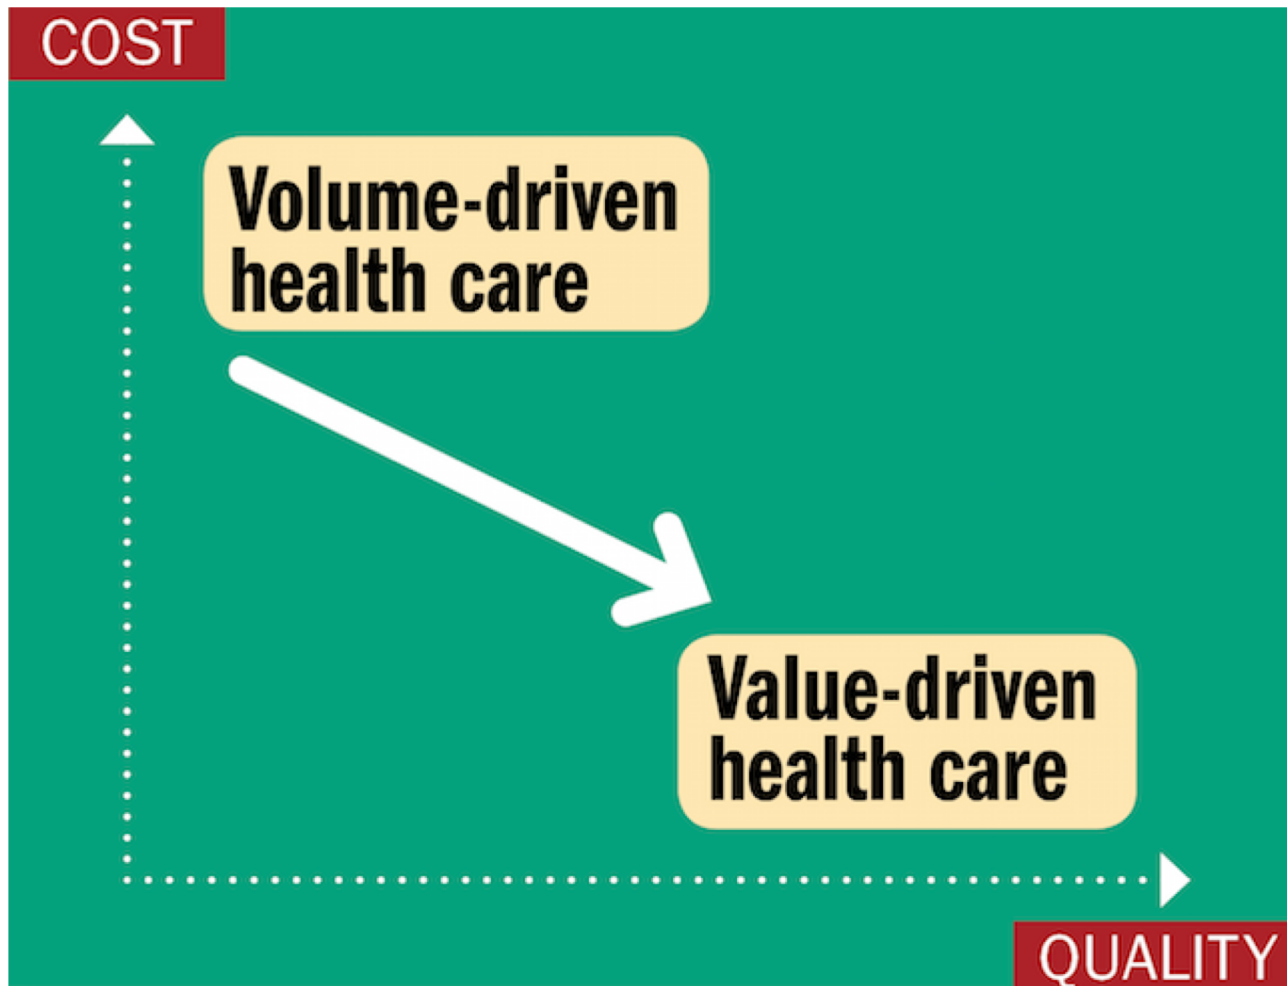 COST
Volume-driven
health care
Value-driven
health care
QUALITY